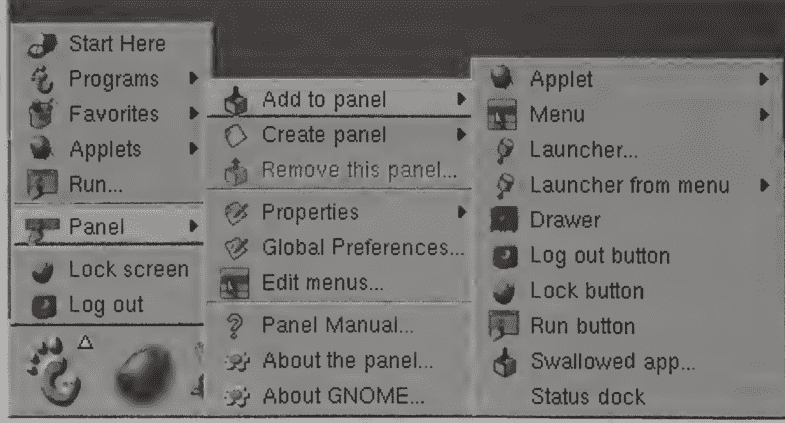 Start Here
Programs
Favorites
Applets
Run...
Panel
Lock screen
Log out
Add to panel
Create panel
Remove this panel...
Properties
Global Preferences...
Edit menus...
Panel Manual...
About the panel...
About GNOME...
Applet
Menu
Launcher...
Launcher from menu
Drawer
Log out button
Lock button
Run button
Swallowed app...
Status dock